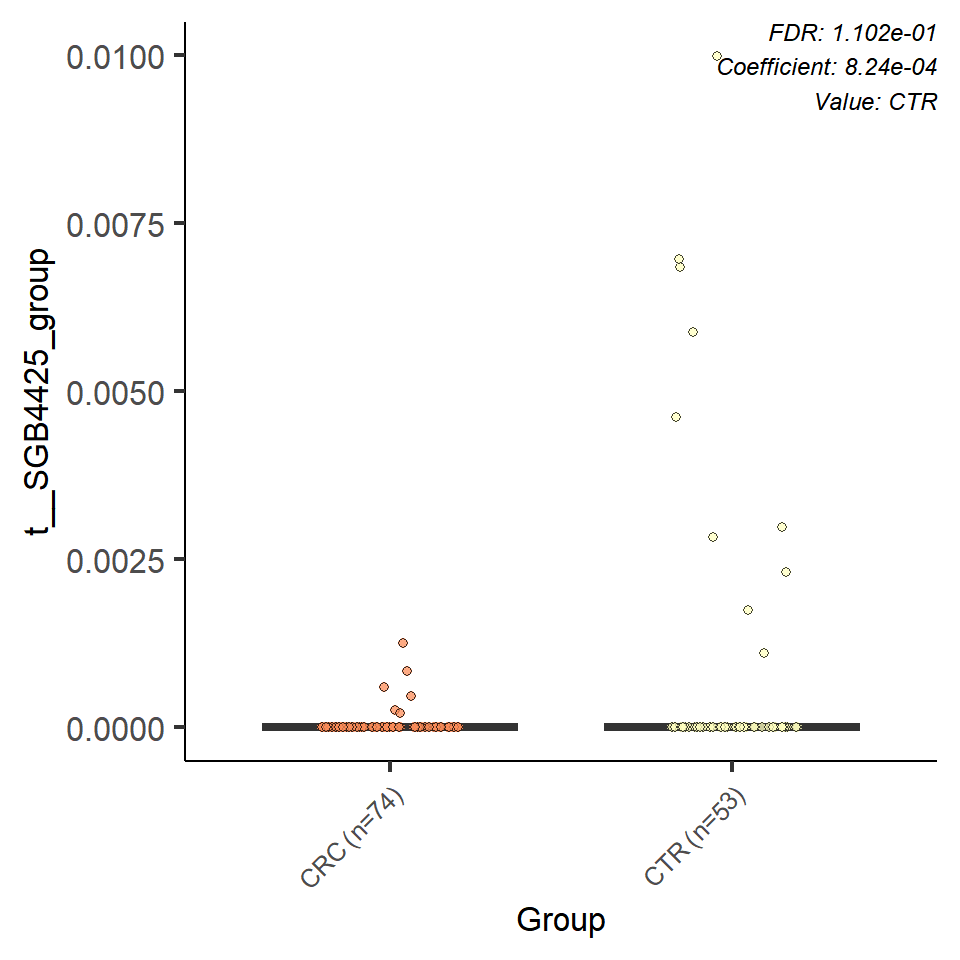 FDR: 1.102e-01
Coefficient: 8.24e-04
Value: CTR
0.0100
0.0075
0.0050
0.0025
0.0000
t__SGB4425_group
CRC (n=74)
CTR (n=53)
Group